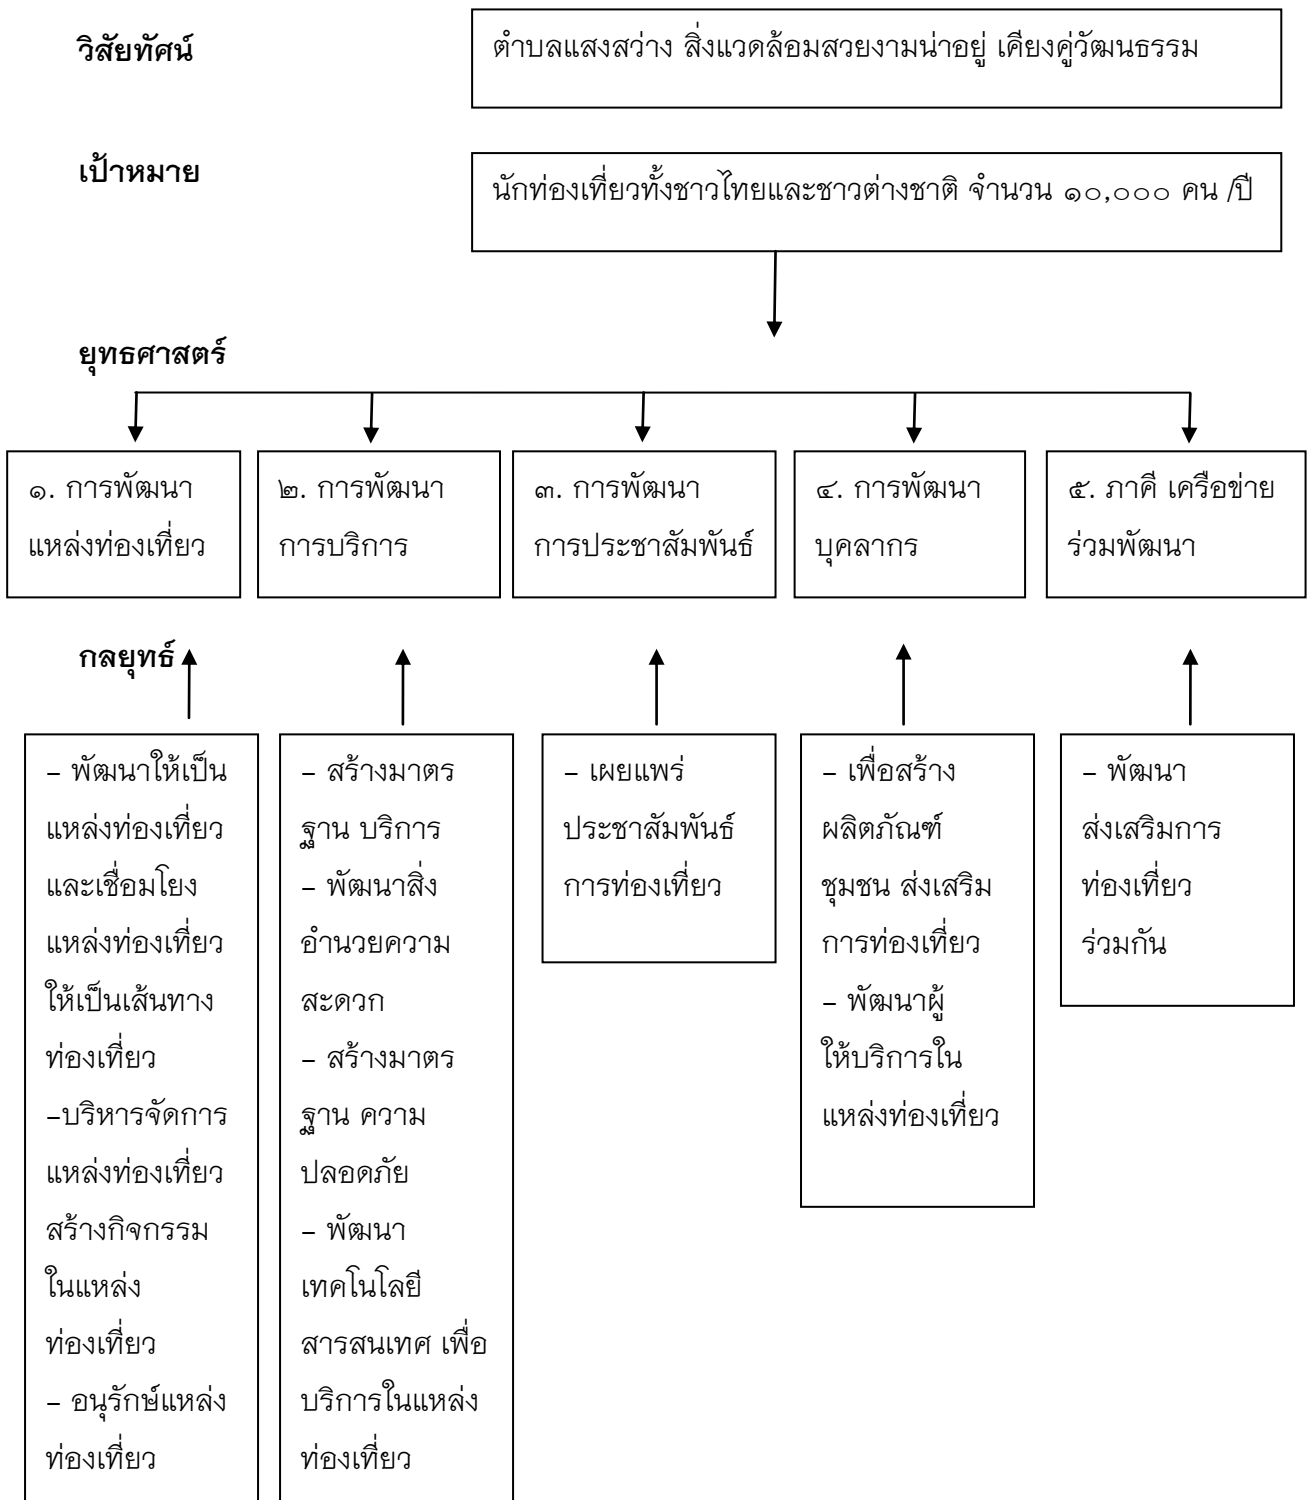 วิสัยทัศน์
ตำบลแสงสว่าง สิ่งแวดล้อมสวยงามน่าอยู่ เคียงคู่วัฒนธรรม
เป้าหมาย
นักท่องเที่ยวทั้งชาวไทยและชาวต่างชาติ จำนวน ๑๐,๐๐๐ คน /ปี
ยุทธศาสตร์
๑. การพัฒนา
แหล่งท่องเที่ยว
๒. การพัฒนา
การบริการ
๓. การพัฒนา
การประชาสัมพันธ์
๔. การพัฒนา
บุคลากร
๕. ภาคี เครือข่าย
ร่วมพัฒนา
กลยุทธ์
– พัฒนาให้เป็น
แหล่งท่องเที่ยว
และเชื่อมโยง
แหล่งท่องเที่ยว
ให้เป็นเส้นทาง
ท่องเที่ยว
–บริหารจัดการ
แหล่งท่องเที่ยว
สร้างกิจกรรม
ในแหล่ง
ท่องเที่ยว
– อนุรักษ์แหล่ง
ท่องเที่ยว
– สร้างมาตร
ฐาน บริการ
– พัฒนาสิ่ง
อำนวยความ
สะดวก
– สร้างมาตร
ฐาน ความ
ปลอดภัย
– พัฒนา
เทคโนโลยี
สารสนเทศ เพื่อ
บริการในแหล่ง
ท่องเที่ยว
– เผยแพร่
ประชาสัมพันธ์
การท่องเที่ยว
– เพื่อสร้าง
ผลิตภัณฑ์
ชุมชน ส่งเสริม
การท่องเที่ยว
– พัฒนาผู้
ให้บริการใน
แหล่งท่องเที่ยว
– พัฒนา
ส่งเสริมการ
ท่องเที่ยว
ร่วมกัน